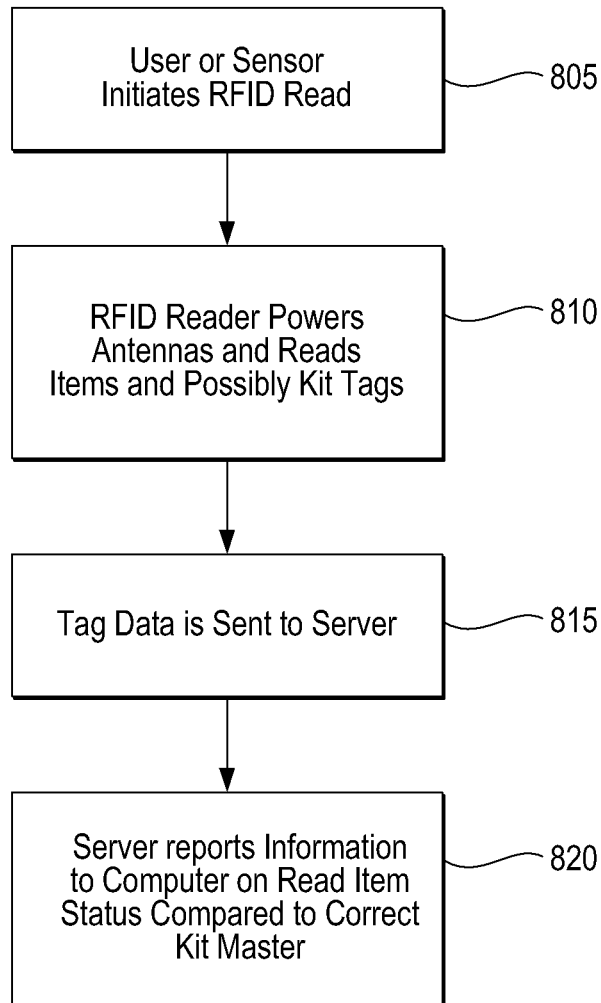 User or Sensor
Initiates RFID Read
805
RFID Reader Powers
Antennas and Reads
Items and Possibly Kit Tags
810
Tag Data is Sent to Server
815
Server reports Information
to Computer on Read Item
Status Compared to Correct
Kit Master
820